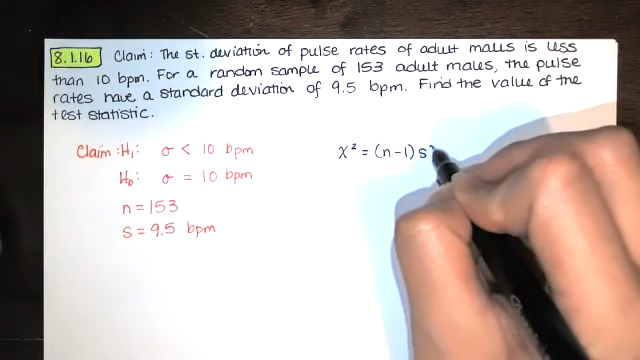 8.1.16 Claim: The st. deviation of pulse rates of adult males is less
than 10 bpm. For a random sample of 153 adult males, the pulse
rates have a standard deviation of 9.5 bpm. Find the value of the
test statistic.
Claim: H₁ σ < 10 bpm
H₀ σ = 10 bpm
n = 153
s = 9.5 bpm
χ² = (n-1) s